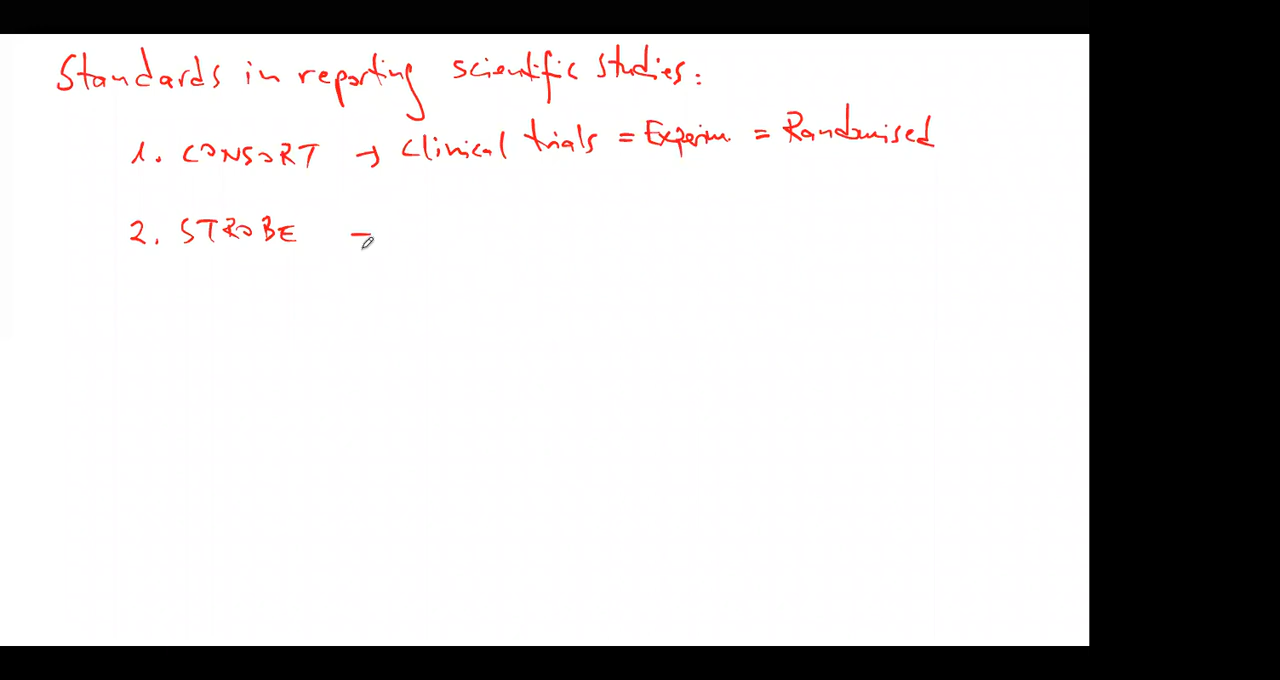 Standards in reporting scientific studies:
1. CONSORT → Clinical trials = Experim = Randomised
2. STROBE –